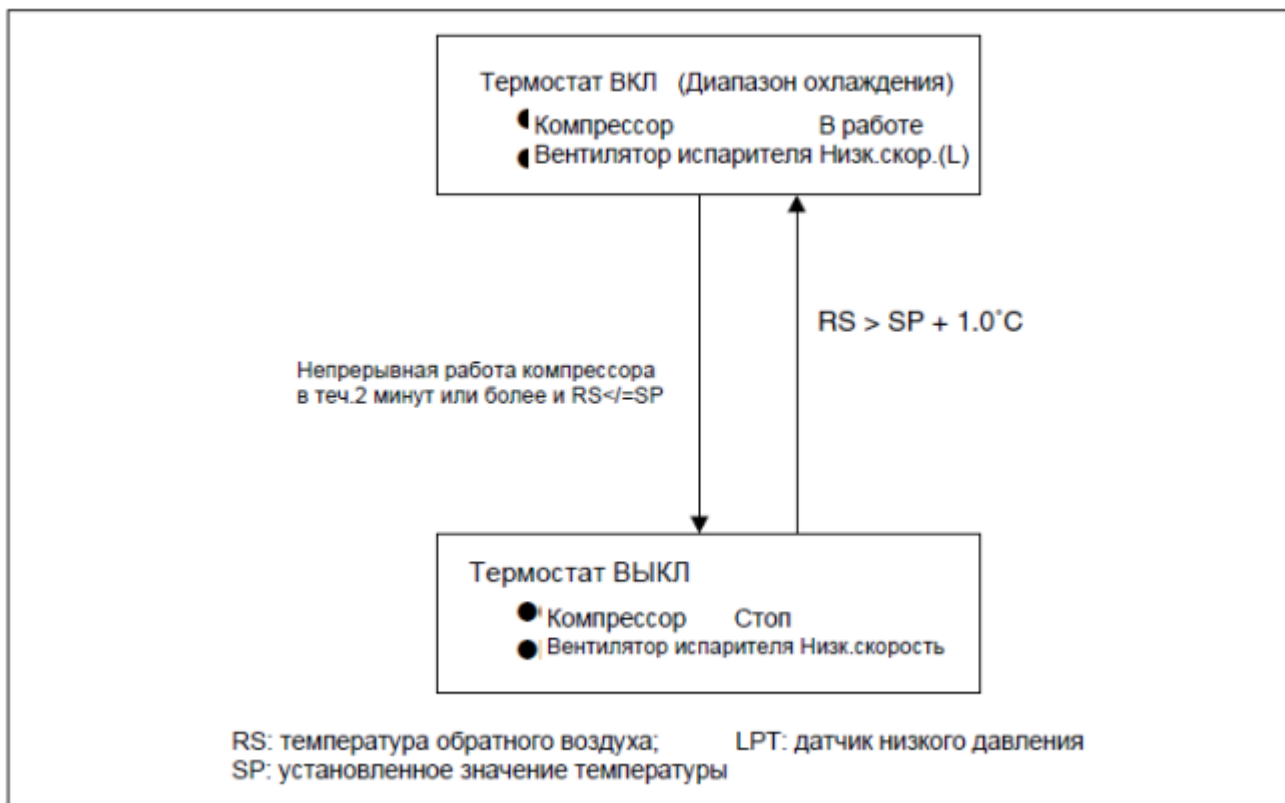 Термостат ВКЛ (Диапазон охлаждения)
Компрессор В работе
Вентилятор испарителя Низк.скор.(L)
RS > SP + 1.0°C
Непрерывная работа компрессора
в теч.2 минут или более и RS</=SP
Термостат ВЫКЛ
Компрессор Стоп
Вентилятор испарителя Низк.скорость
RS: температура обратного воздуха; LPT: датчик низкого давления
SP: установленное значение температуры